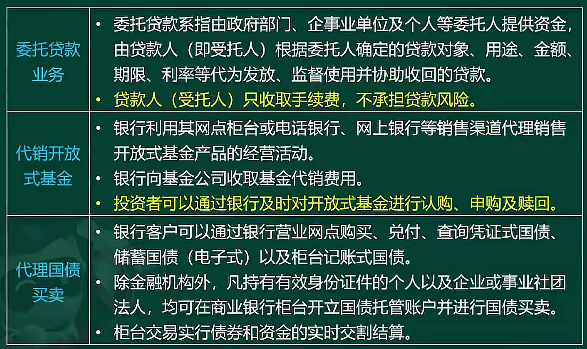 委托贷款
业务
• 委托贷款系指由政府部门、企事业单位及个人等委托人提供资金，
由贷款人（即受托人）根据委托人确定的贷款对象、用途、金额、
期限、利率等代为发放、监督使用并协助收回的贷款。
• 贷款人（受托人）只收取手续费，不承担贷款风险。
代销开放
式基金
• 银行利用其网点柜台或电话银行、网上银行等销售渠道代理销售
开放式基金产品的经营活动。
• 银行向基金公司收取基金代销费用。
• 投资者可以通过银行及时对开放式基金进行认购、申购及赎回。
代理国债
买卖
• 银行客户可以通过银行营业网点购买、兑付、查询凭证式国债、
储蓄国债（电子式）以及柜台记账式国债。
• 除金融机构外，凡持有有效身份证件的个人以及企业或事业社团
法人，均可在商业银行柜台开立国债托管账户并进行国债买卖。
• 柜台交易实行债券和资金的实时交割结算。